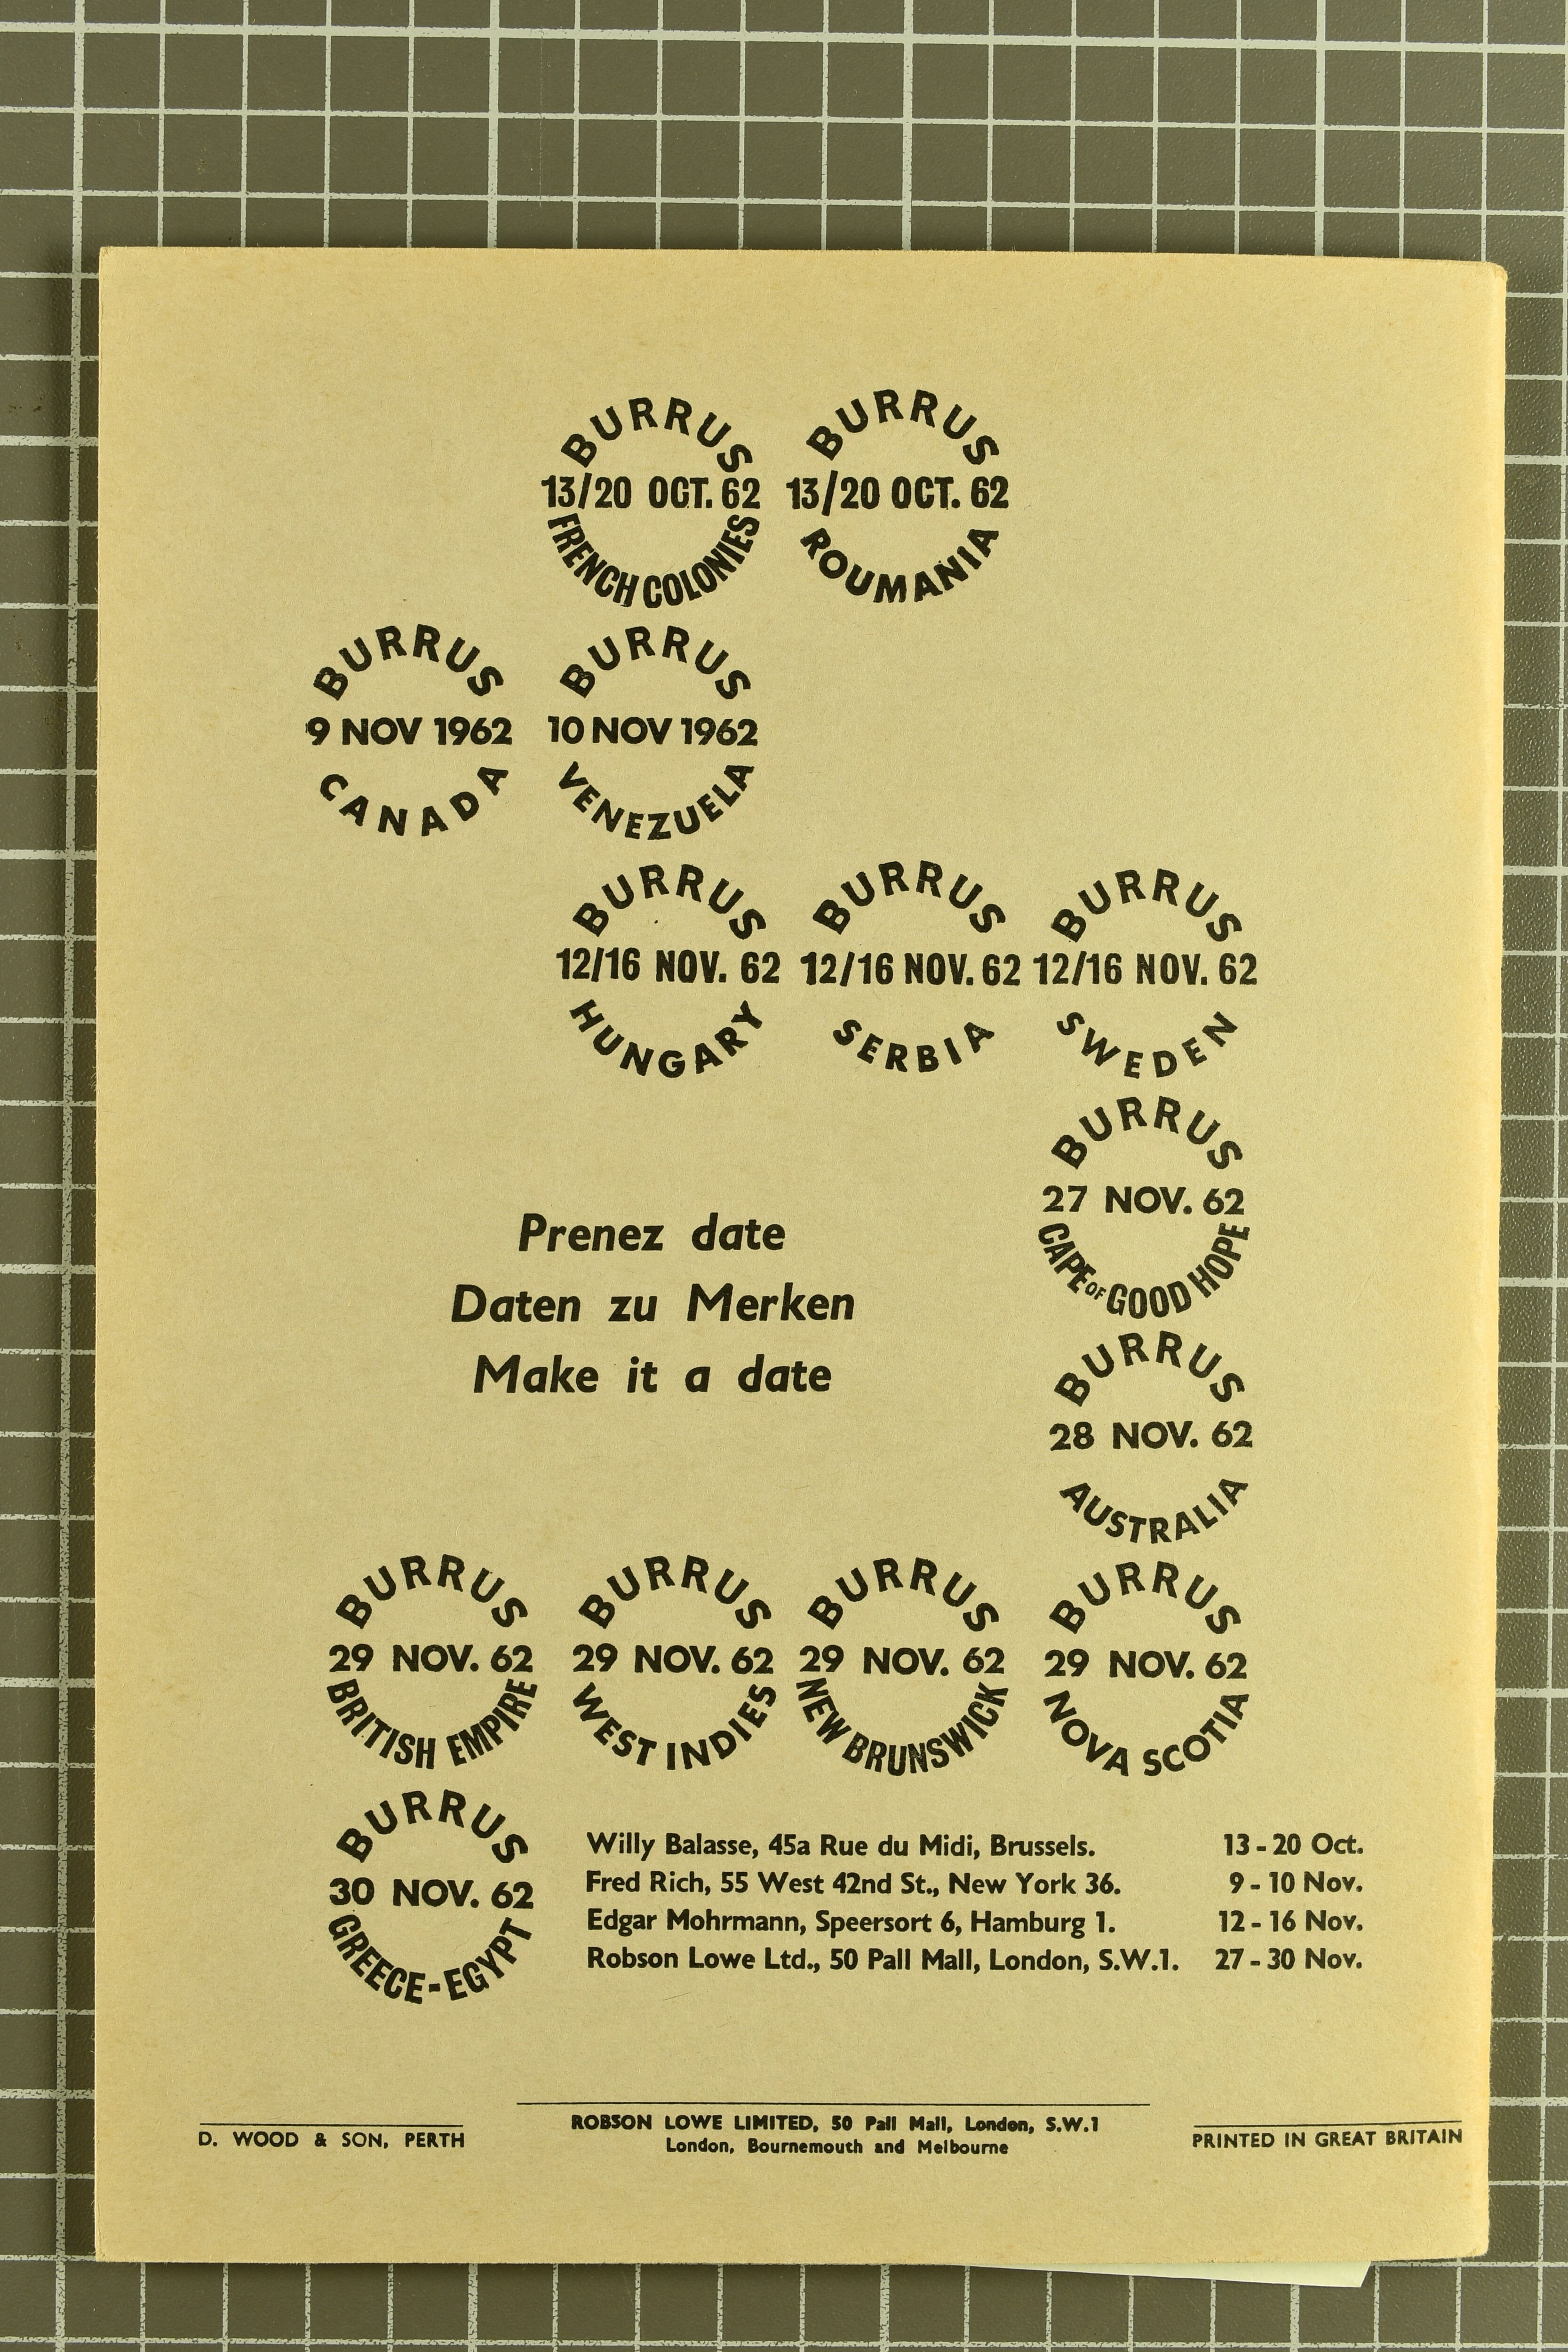 BURRUS
13/20 OCT. 62
FRENCH COLONIES
BURRUS
13/20 OCT. 62
ROUMANIA
BURRUS
9 NOV 1962
CANADA
BURRUS
10 NOV 1962
VENEZUELA
BURRUS
12/16 NOV. 62
HUNGARY
BURRUS
12/16 NOV. 62
SERBIA
BURRUS
12/16 NOV. 62
SWEDEN
BURRUS
27 NOV. 62
CAPE OF GOOD HOPE
Prenez date
Daten zu Merken
Make it a date
BURRUS
28 NOV. 62
AUSTRALIA
BURRUS
29 NOV. 62
BRITISH EMPIRE
BURRUS
29 NOV. 62
WEST INDIES
BURRUS
29 NOV. 62
NEW BRUNSWICK
BURRUS
29 NOV. 62
NOVA SCOTIA
BURRUS
30 NOV. 62
GREECE-EGYPT
Willy Balasse, 45a Rue du Midi, Brussels. 13 - 20 Oct.
Fred Rich, 55 West 42nd St., New York 36. 9 - 10 Nov.
Edgar Mohrmann, Speersort 6, Hamburg 1. 12 - 16 Nov.
Robson Lowe Ltd., 50 Pall Mall, London, S.W.1. 27 - 30 Nov.
D. WOOD & SON, PERTH
ROBSON LOWE LIMITED, 50 Pall Mall, London, S.W.1
London, Bournemouth and Melbourne
PRINTED IN GREAT BRITAIN